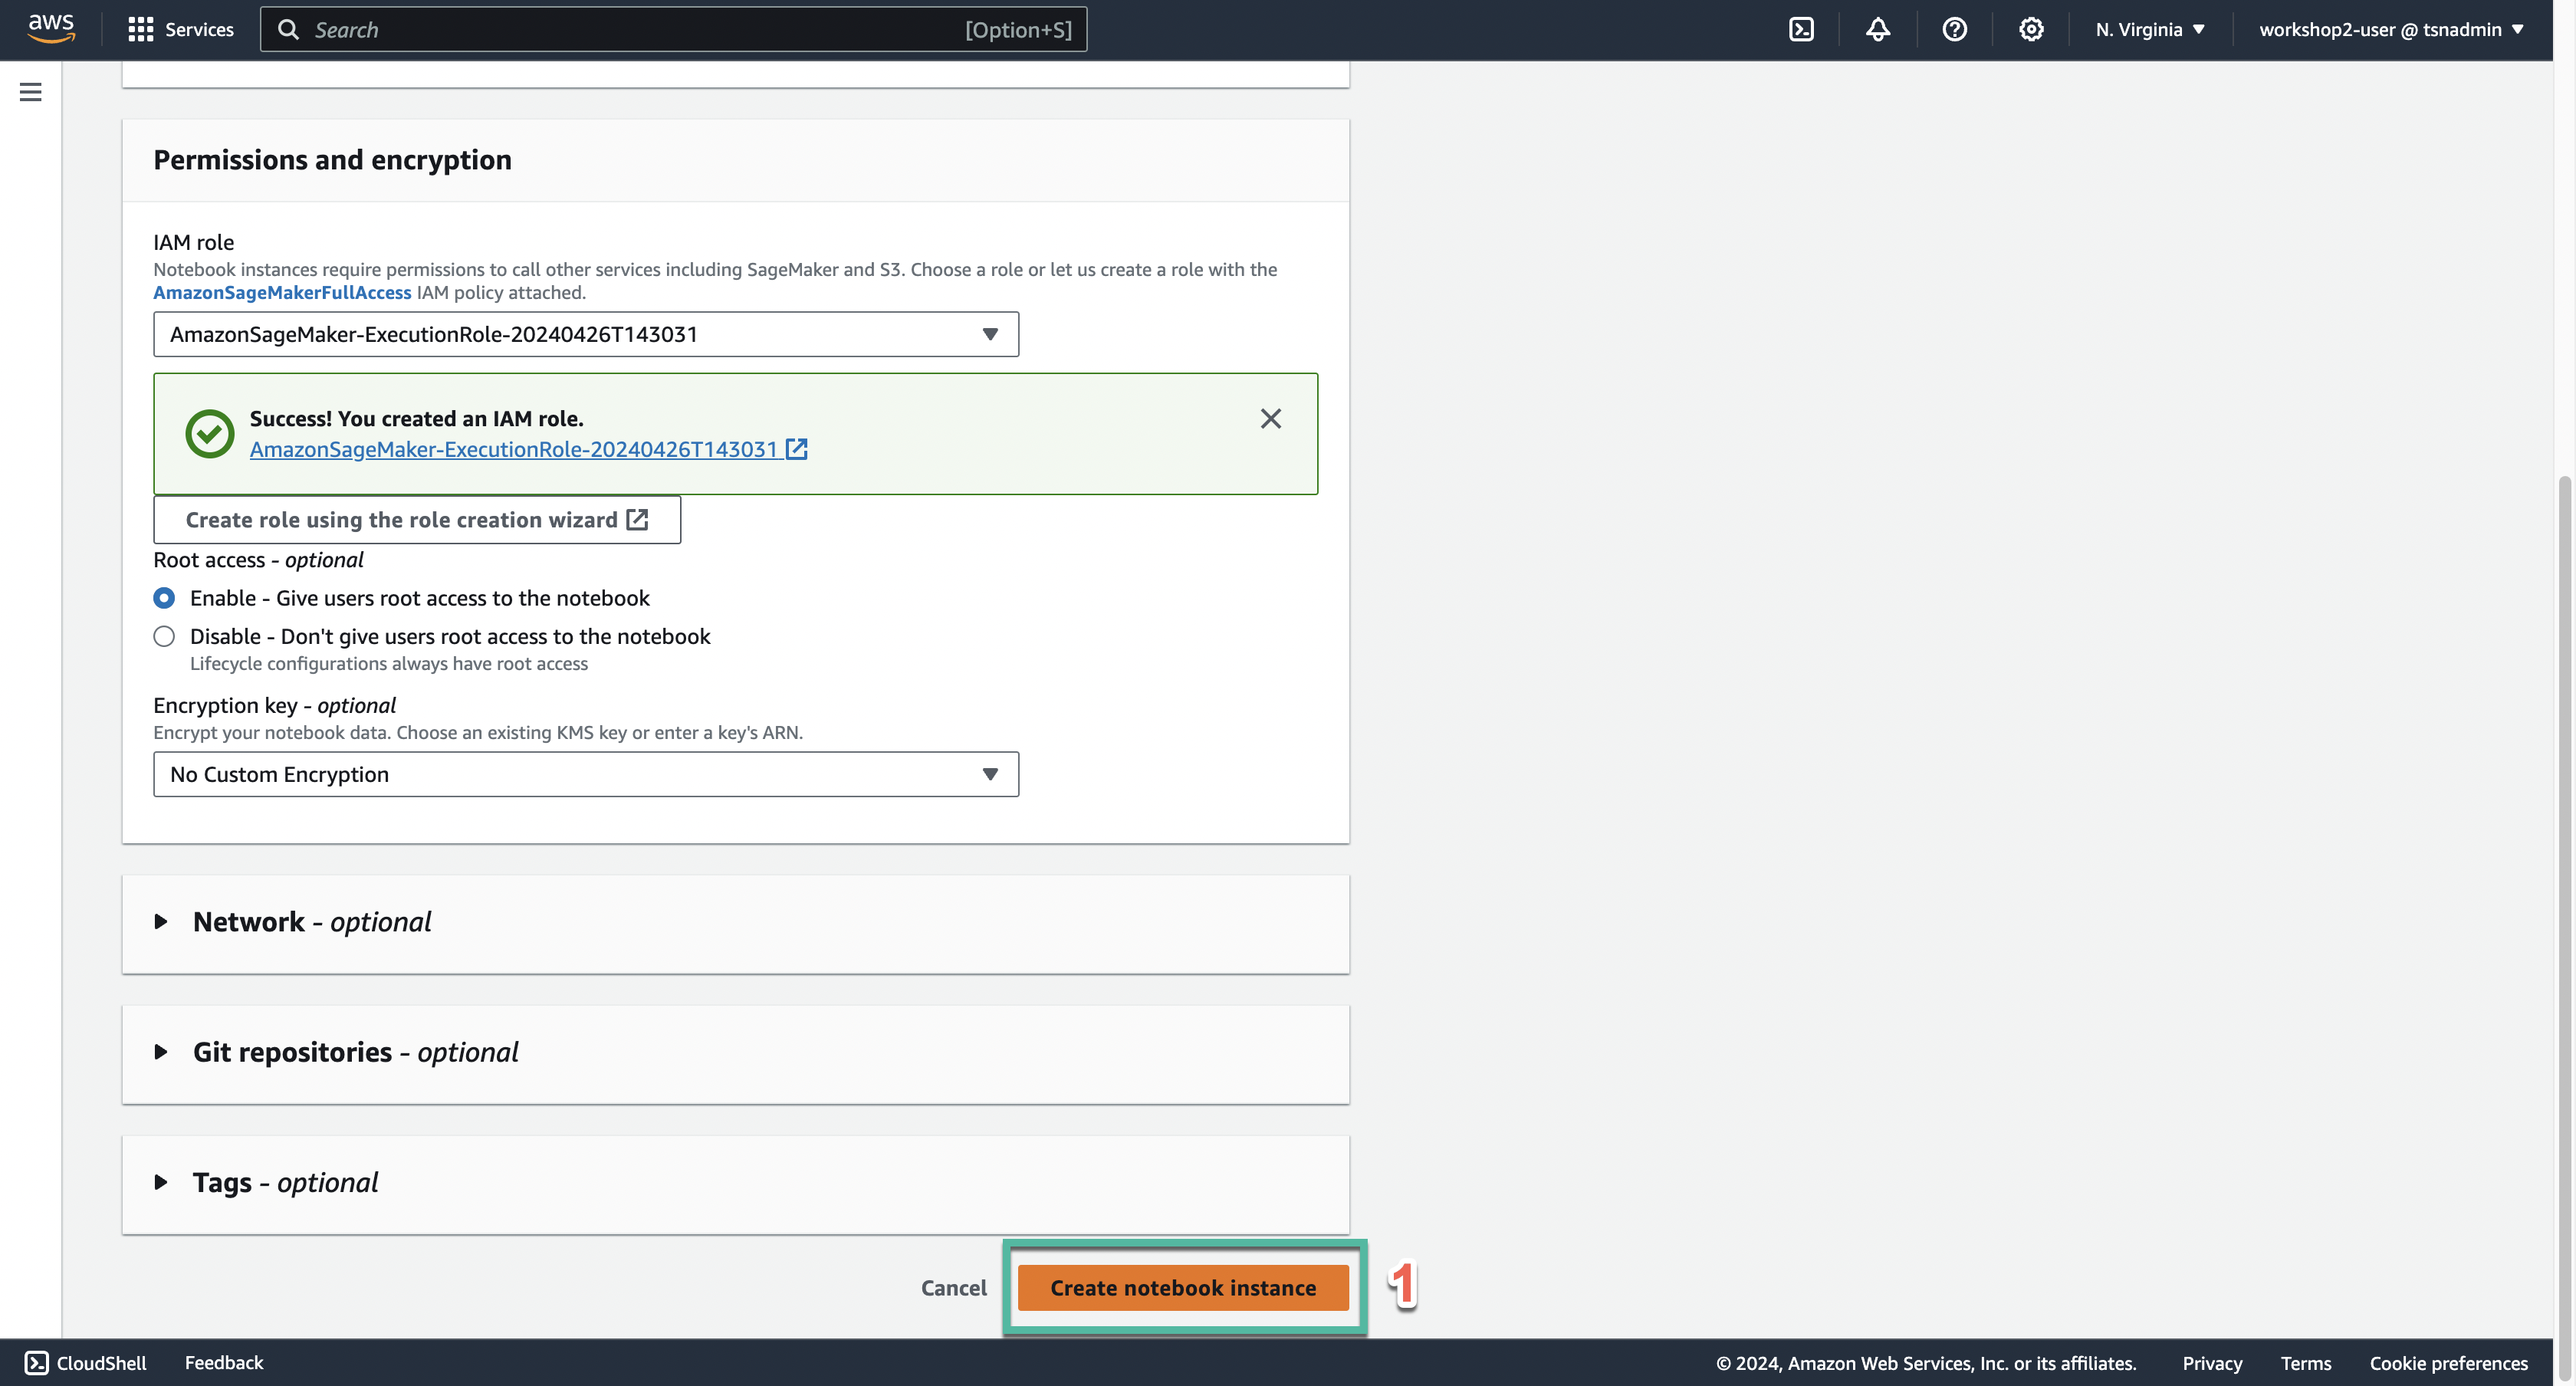 aws
Services
Search
[Option+S]
N. Virginia
workshop2-user @ tsnadmin
Permissions and encryption
IAM role
Notebook instances require permissions to call other services including SageMaker and S3. Choose a role or let us create a role with the
AmazonSageMakerFullAccess IAM policy attached.
AmazonSageMaker-ExecutionRole-20240426T143031
Success! You created an IAM role.
AmazonSageMaker-ExecutionRole-20240426T143031
Create role using the role creation wizard
Root access - optional
Enable - Give users root access to the notebook
Disable - Don't give users root access to the notebook
Lifecycle configurations always have root access
Encryption key - optional
Encrypt your notebook data. Choose an existing KMS key or enter a key's ARN.
No Custom Encryption
Network - optional
Git repositories - optional
Tags - optional
Cancel
Create notebook instance
1
CloudShell
Feedback
© 2024, Amazon Web Services, Inc. or its affiliates.
Privacy
Terms
Cookie preferences